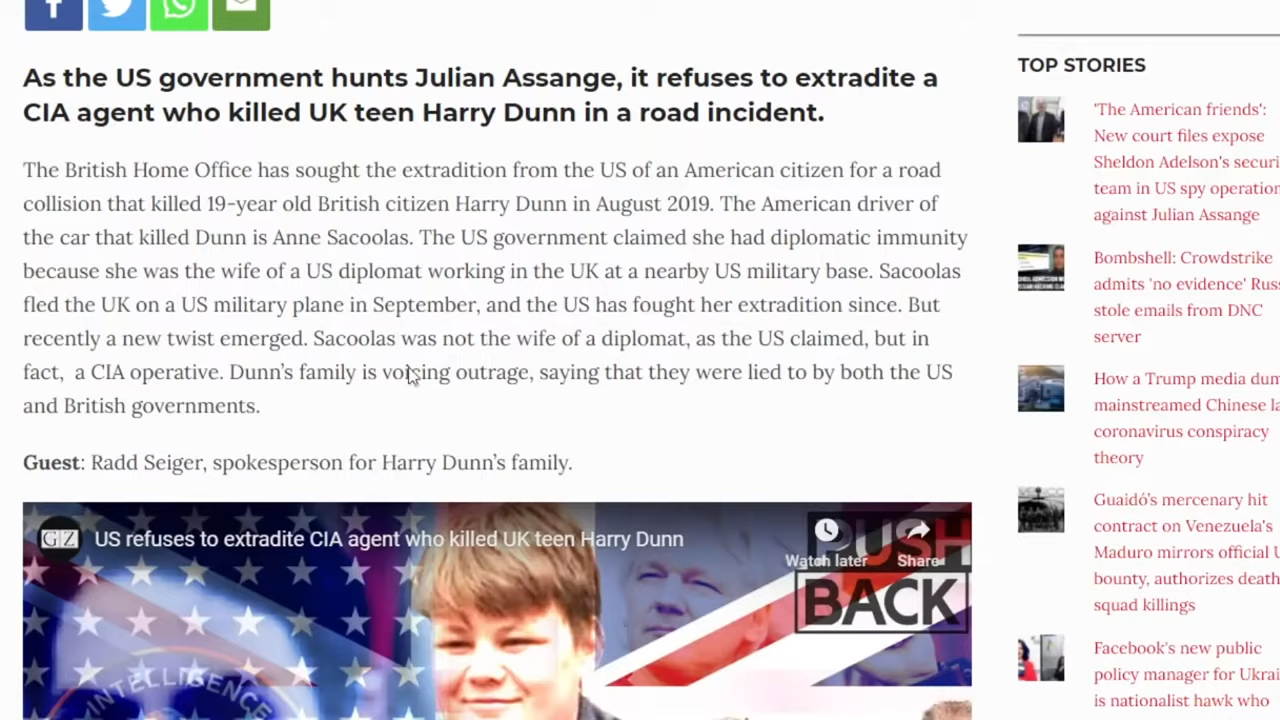 As the US government hunts Julian Assange, it refuses to extradite a
CIA agent who killed UK teen Harry Dunn in a road incident.
The British Home Office has sought the extradition from the US of an American citizen for a road
collision that killed 19-year old British citizen Harry Dunn in August 2019. The American driver of
the car that killed Dunn is Anne Sacoolas. The US government claimed she had diplomatic immunity
because she was the wife of a US diplomat working in the UK at a nearby US military base. Sacoolas
fled the UK on a US military plane in September, and the US has fought her extradition since. But
recently a new twist emerged. Sacoolas was not the wife of a diplomat, as the US claimed, but in
fact, a CIA operative. Dunn's family is voicing outrage, saying that they were lied to by both the US
and British governments.
Guest: Radd Seiger, spokesperson for Harry Dunn's family.
GZ
US refuses to extradite CIA agent who killed UK teen Harry Dunn
Watch later
Share
PUSH
BACK
INTELLIGENCE
TOP STORIES
'The American friends':
New court files expose
Sheldon Adelson's securi
team in US spy operation
against Julian Assange
Bombshell: Crowdstrike
admits 'no evidence' Rus
stole emails from DNC
server
How a Trump media dum
mainstreamed Chinese la
coronavirus conspiracy
theory
Guaidó's mercenary hit
contract on Venezuela's
Maduro mirrors official U
bounty, authorizes death
squad killings
Facebook's new public
policy manager for Ukrai
is nationalist hawk who